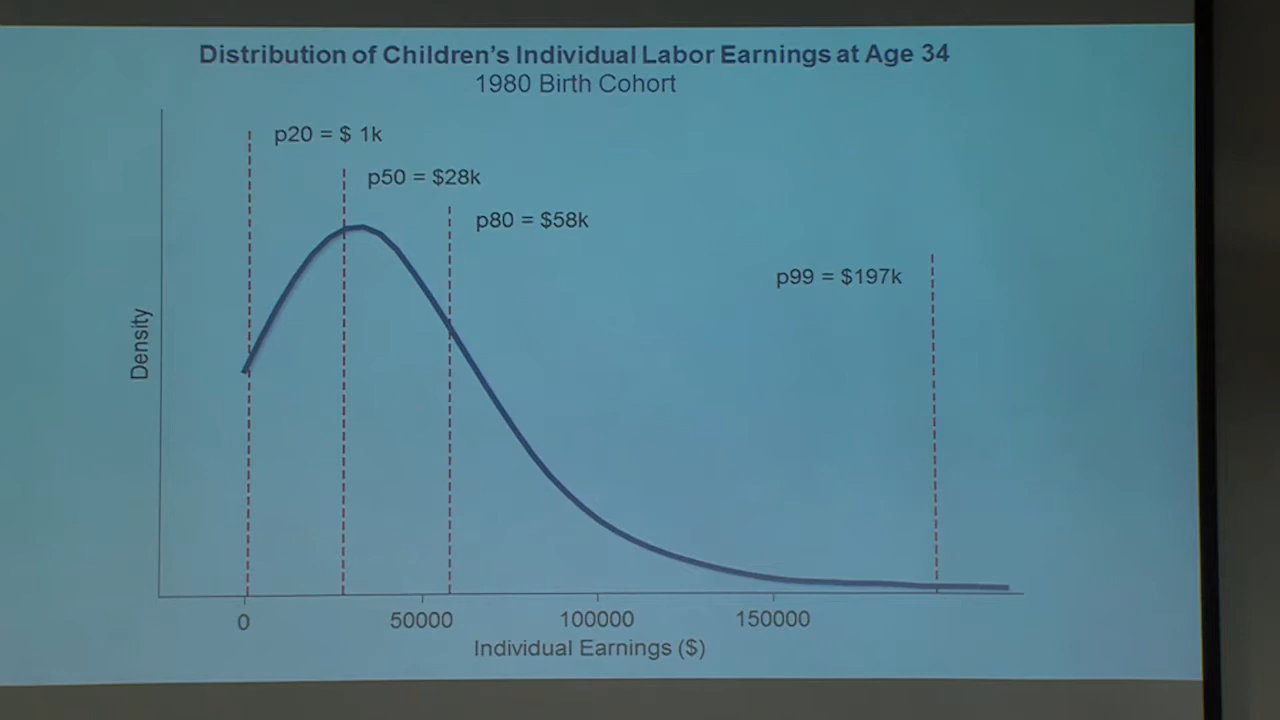 Distribution of Children's Individual Labor Earnings at Age 34
1980 Birth Cohort
p20 = $ 1k
p50 = $28k
p80 = $58k
p99 = $197k
Density
0
50000
100000
150000
Individual Earnings ($)